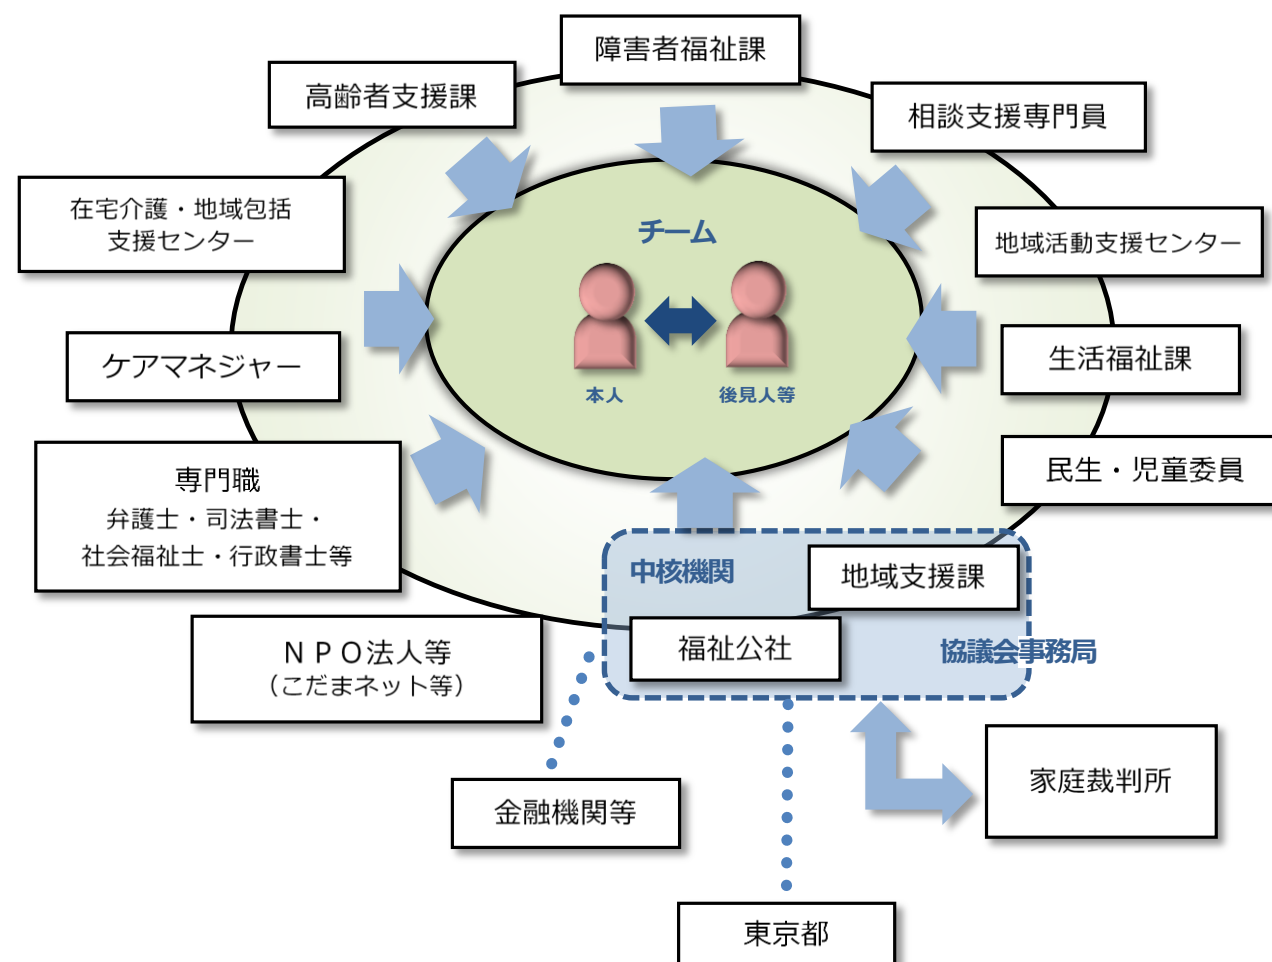 障害者福祉課
高齢者支援課
相談支援専門員
在宅介護・地域包括
支援センター
地域活動支援センター
チーム
本人
後見人等
ケアマネジャー
生活福祉課
専門職
弁護士・司法書士・
社会福祉士・行政書士等
民生・児童委員
中核機関
地域支援課
福祉公社
協議会事務局
ＮＰＯ法人等
（こだまネット等）
金融機関等
家庭裁判所
東京都